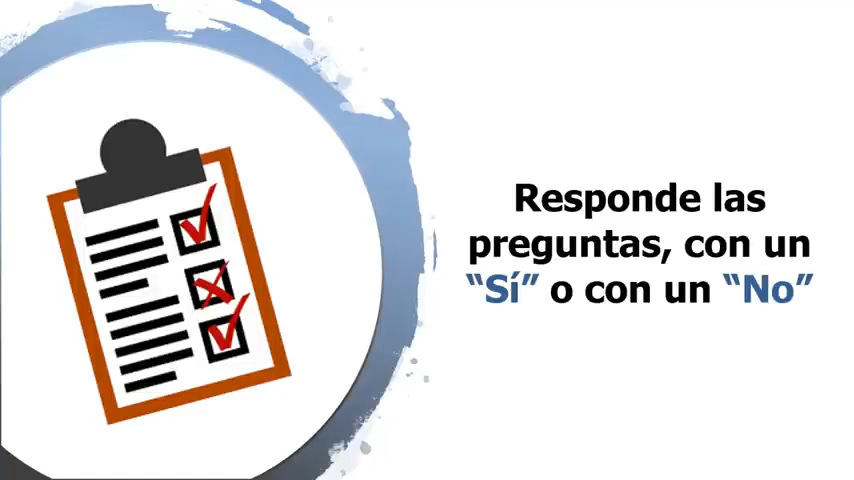 Responde las
preguntas, con un
“Sí” o con un “No”